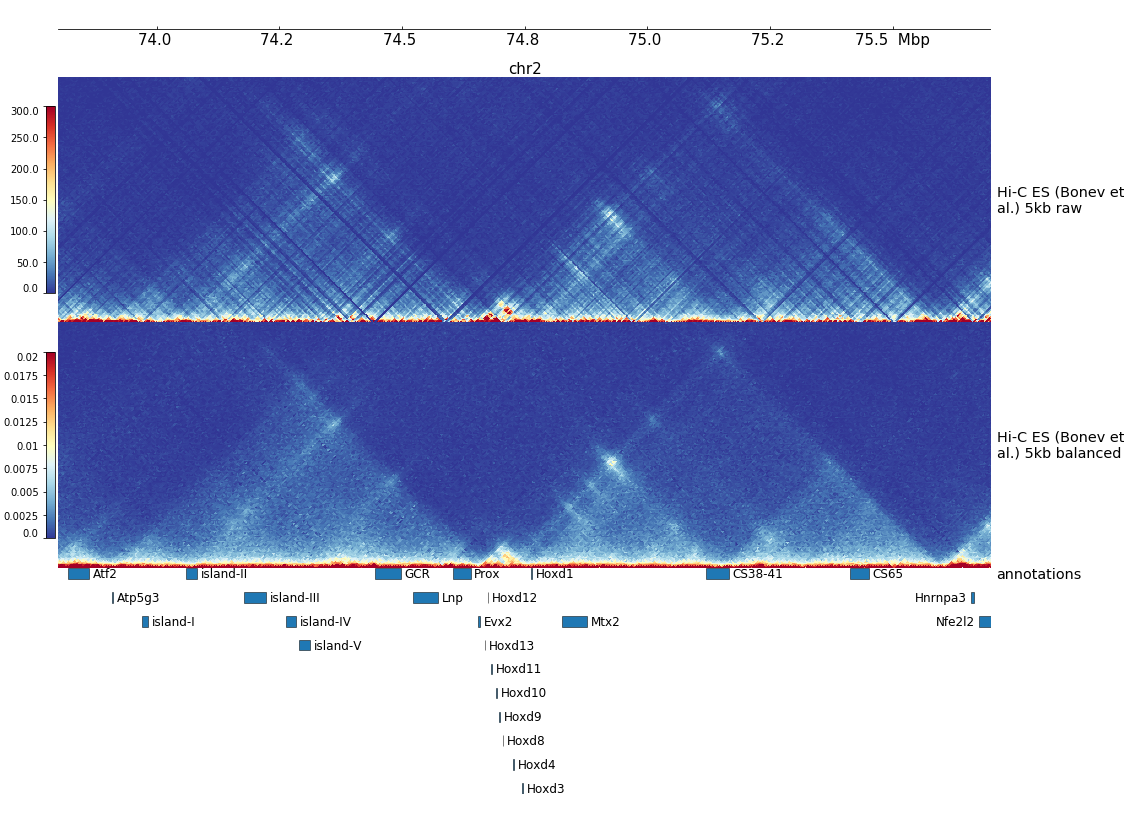 74.0 74.2 74.5 74.8 75.0 75.2 75.5 Mbp
chr2
300.0
250.0
200.0
150.0
100.0
50.0
0.0
Hi-C ES (Bonev et
al.) 5kb raw
0.02
0.0175
0.015
0.0125
0.01
0.0075
0.005
0.0025
0.0
Hi-C ES (Bonev et
al.) 5kb balanced
Atf2 island-II GCR Prox Hoxd1 CS38-41 CS65 annotations
Atp5g3 island-III Lnp Hoxd12 Hnrnpa3
island-I island-IV Evx2 Mtx2 Nfe2l2
island-V Hoxd13
Hoxd11
Hoxd10
Hoxd9
Hoxd8
Hoxd4
Hoxd3